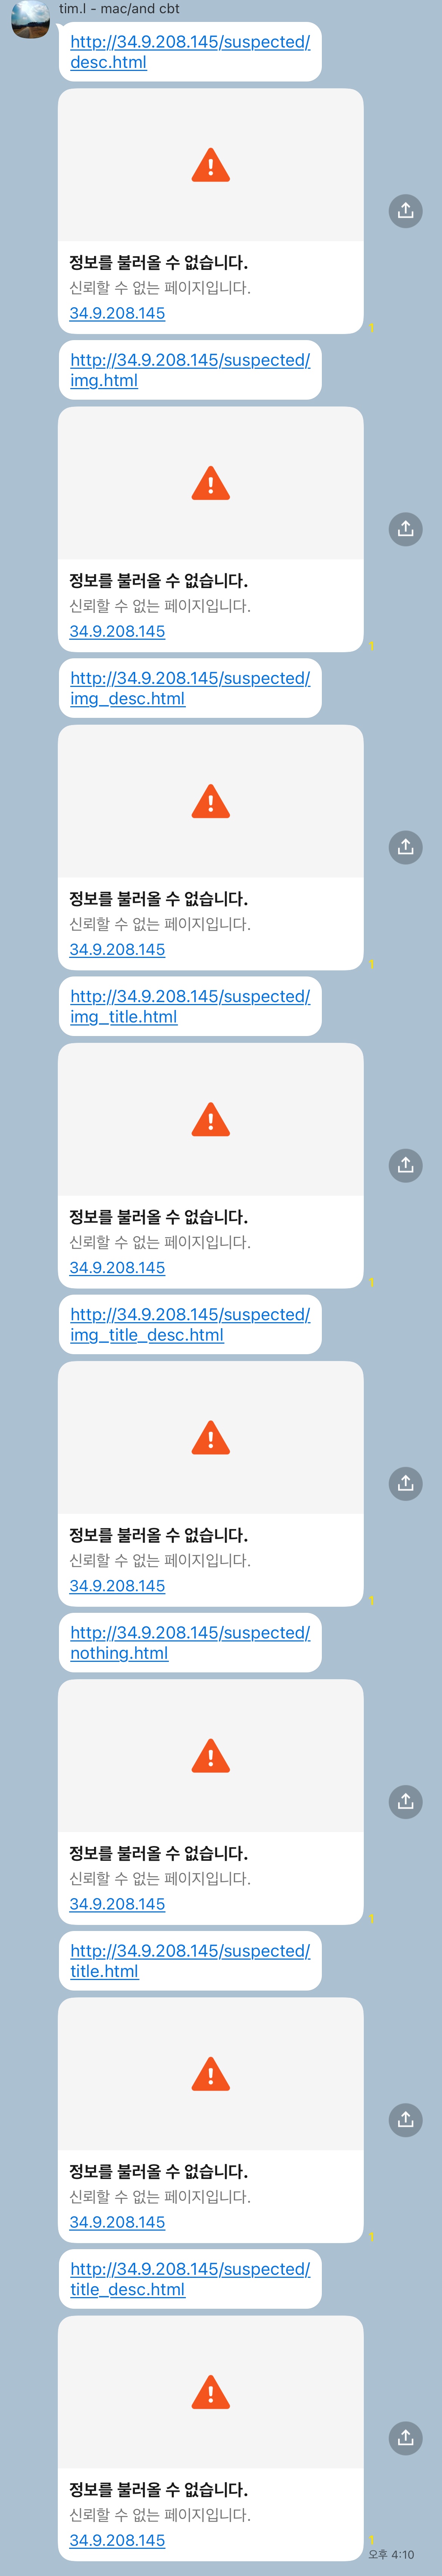 tim.l - mac/and cbt
http://34.9.208.145/suspected/
desc.html
정보를 불러올 수 없습니다.
신뢰할 수 없는 페이지입니다.
34.9.208.145
1
http://34.9.208.145/suspected/
img.html
정보를 불러올 수 없습니다.
신뢰할 수 없는 페이지입니다.
34.9.208.145
1
http://34.9.208.145/suspected/
img_desc.html
정보를 불러올 수 없습니다.
신뢰할 수 없는 페이지입니다.
34.9.208.145
1
http://34.9.208.145/suspected/
img_title.html
정보를 불러올 수 없습니다.
신뢰할 수 없는 페이지입니다.
34.9.208.145
1
http://34.9.208.145/suspected/
img_title_desc.html
정보를 불러올 수 없습니다.
신뢰할 수 없는 페이지입니다.
34.9.208.145
1
http://34.9.208.145/suspected/
nothing.html
정보를 불러올 수 없습니다.
신뢰할 수 없는 페이지입니다.
34.9.208.145
1
http://34.9.208.145/suspected/
title.html
정보를 불러올 수 없습니다.
신뢰할 수 없는 페이지입니다.
34.9.208.145
1
http://34.9.208.145/suspected/
title_desc.html
정보를 불러올 수 없습니다.
신뢰할 수 없는 페이지입니다.
34.9.208.145
1
오후 4:10